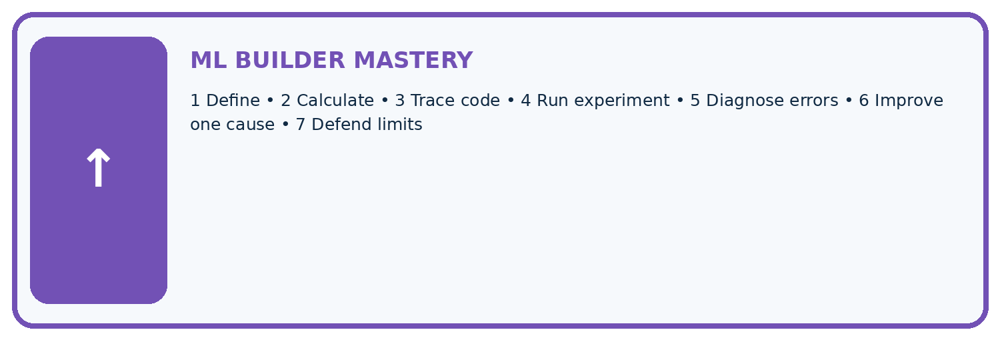 ML BUILDER MASTERY
1 Define • 2 Calculate • 3 Trace code • 4 Run experiment • 5 Diagnose errors • 6 Improve
one cause • 7 Defend limits
↑